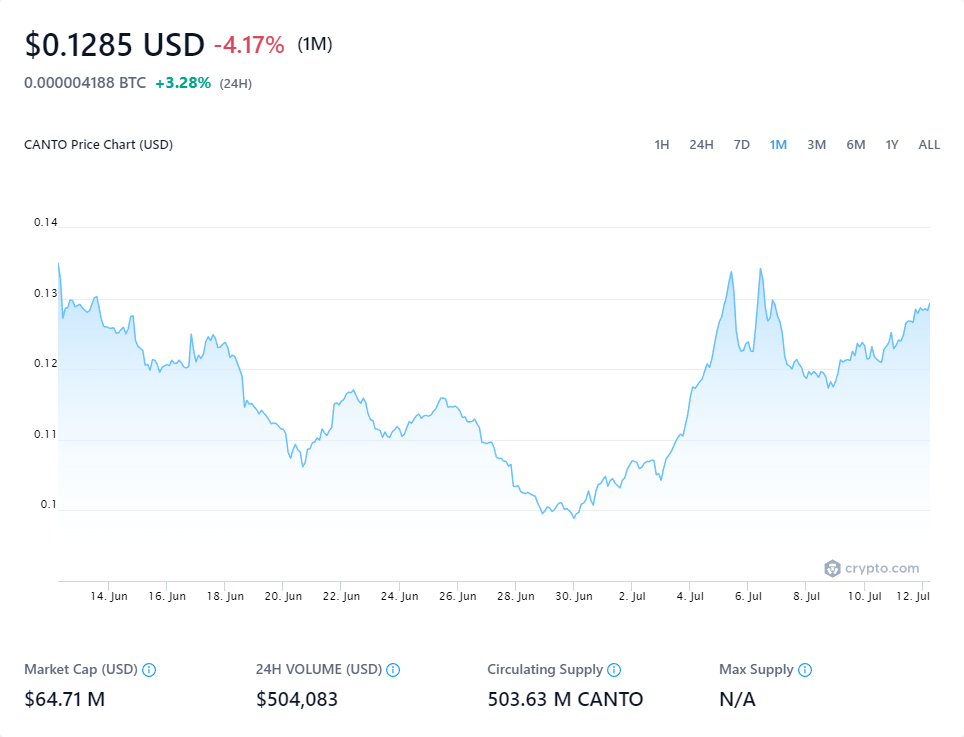 $0.1285 USD -4.17% (1M)
0.000004188 BTC +3.28% (24H)
CANTO Price Chart (USD) 1H 24H 7D 1M 3M 6M 1Y ALL
0.14
0.13
0.12
0.11
0.1
crypto.com
14. Jun 16. Jun 18. Jun 20. Jun 22. Jun 24. Jun 26. Jun 28. Jun 30. Jun 2. Jul 4. Jul 6. Jul 8. Jul 10. Jul 12. Jul
Market Cap (USD) 24H VOLUME (USD) Circulating Supply Max Supply
$64.71 M $504,083 503.63 M CANTO N/A